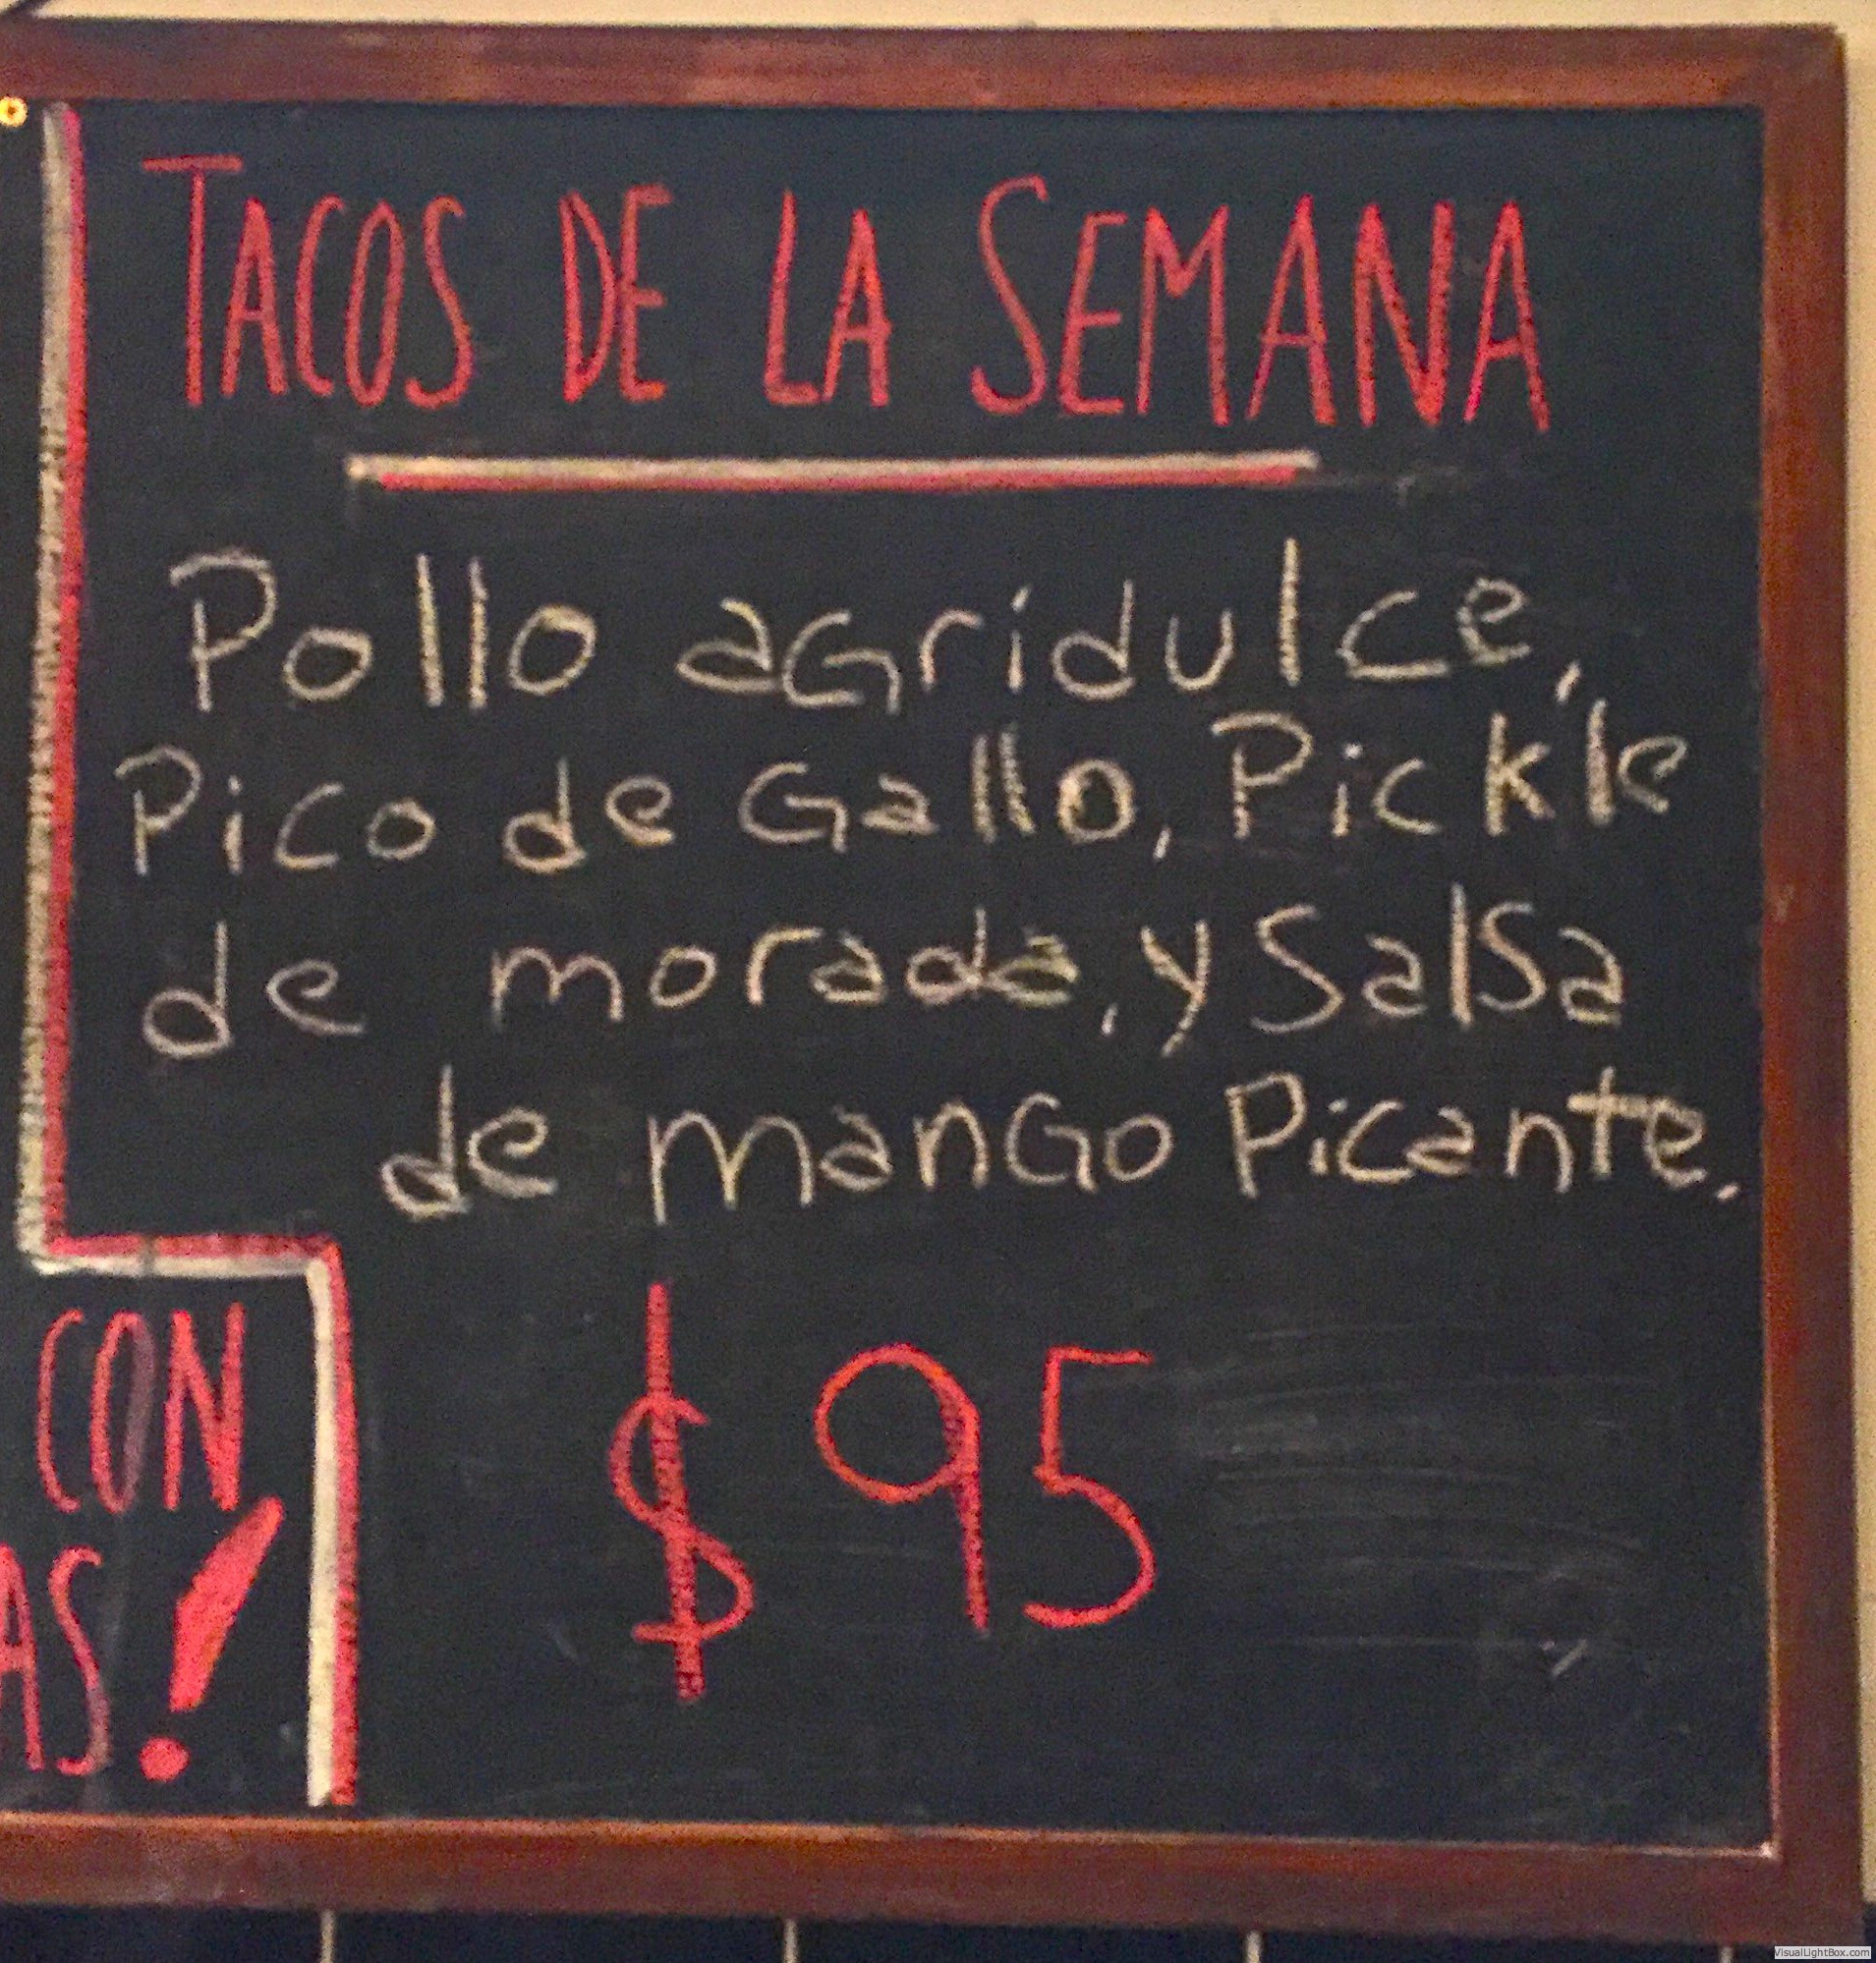 TACOS DE LA SEMANA
Pollo agridulce,
Pico de Gallo, Pickle
de morada, y Salsa
de mango Picante.
$ 95
CON
AS!
VisualLightBox.com